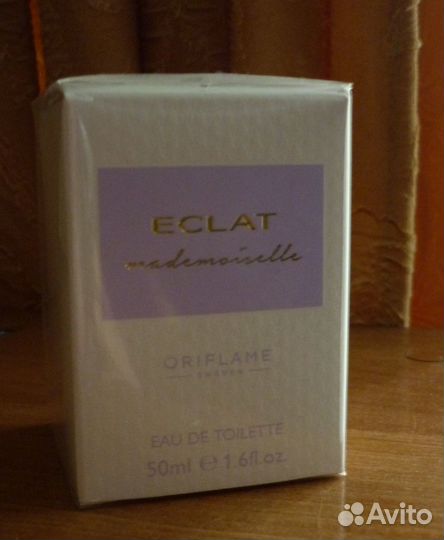 ECLAT
mademoiselle
ORIFLAME
SWEDEN
EAU DE TOILETTE
50ml ℮ 1.6fl.oz.
Avito